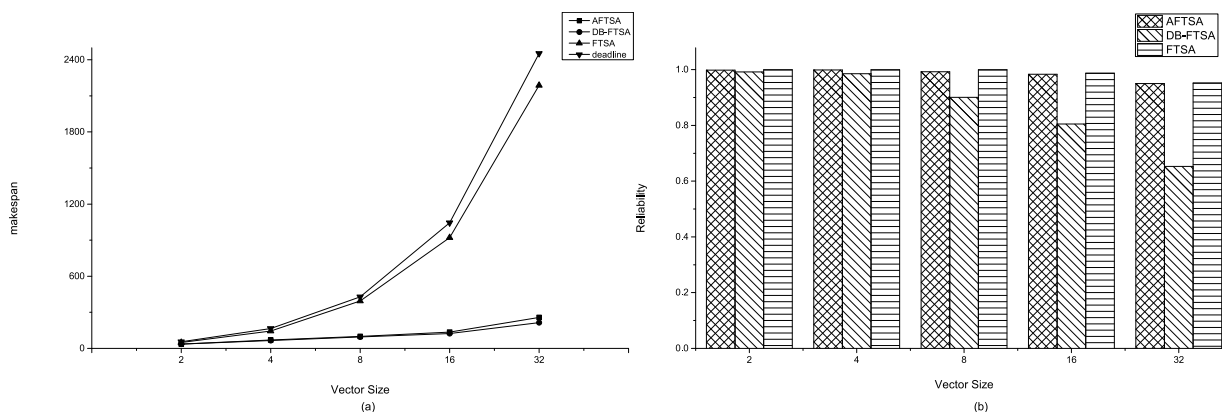 AFTSA
DB-FTSA
FTSA
deadline
2400
1800
1200
600
0
makespan
2
4
8
16
32
Vector Size
(a)
AFTSA
DB-FTSA
FTSA
1.0
0.8
0.6
0.4
0.2
0.0
Reliability
2
4
8
16
32
Vector Size
(b)